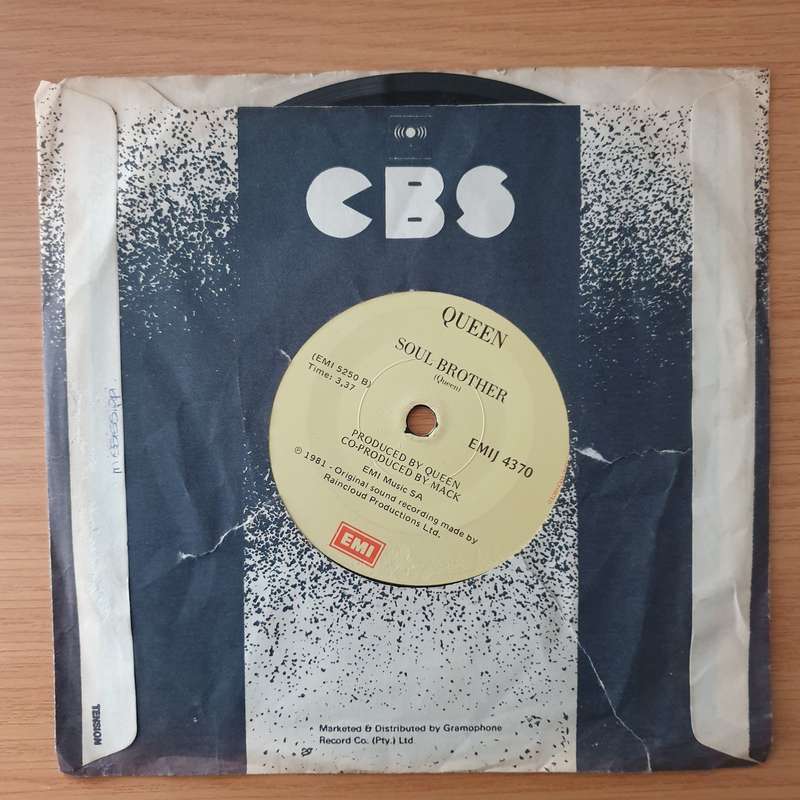 CBS
QUEEN
SOUL BROTHER
(Queen)
(EMI 5250 B)
Time: 3,37
EMIJ 4370
PRODUCED BY QUEEN
CO-PRODUCED BY MACK
EMI Music SA
℗ 1981 - Original sound recording made by
Raincloud Productions Ltd.
EMI
mississippi.
TENSION
Marketed & Distributed by Gramophone
Record Co. (Pty.) Ltd